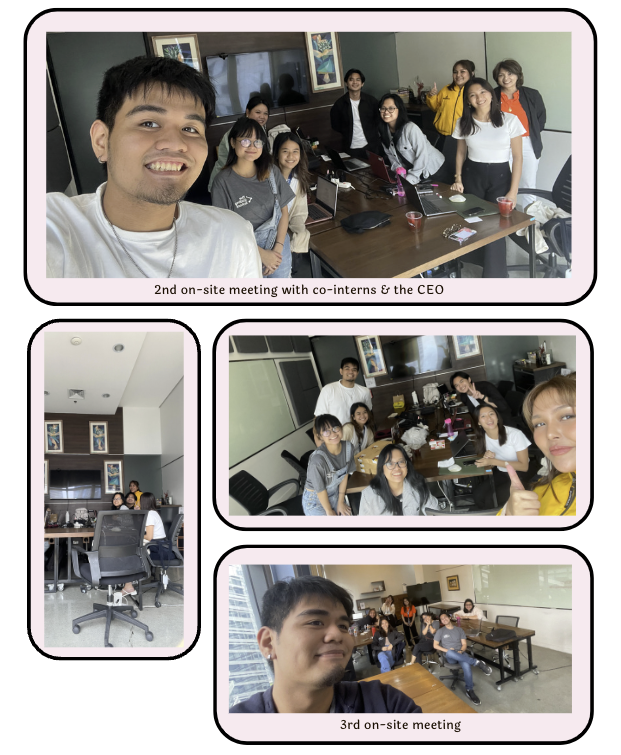 2nd on-site meeting with co-interns & the CEO
3rd on-site meeting